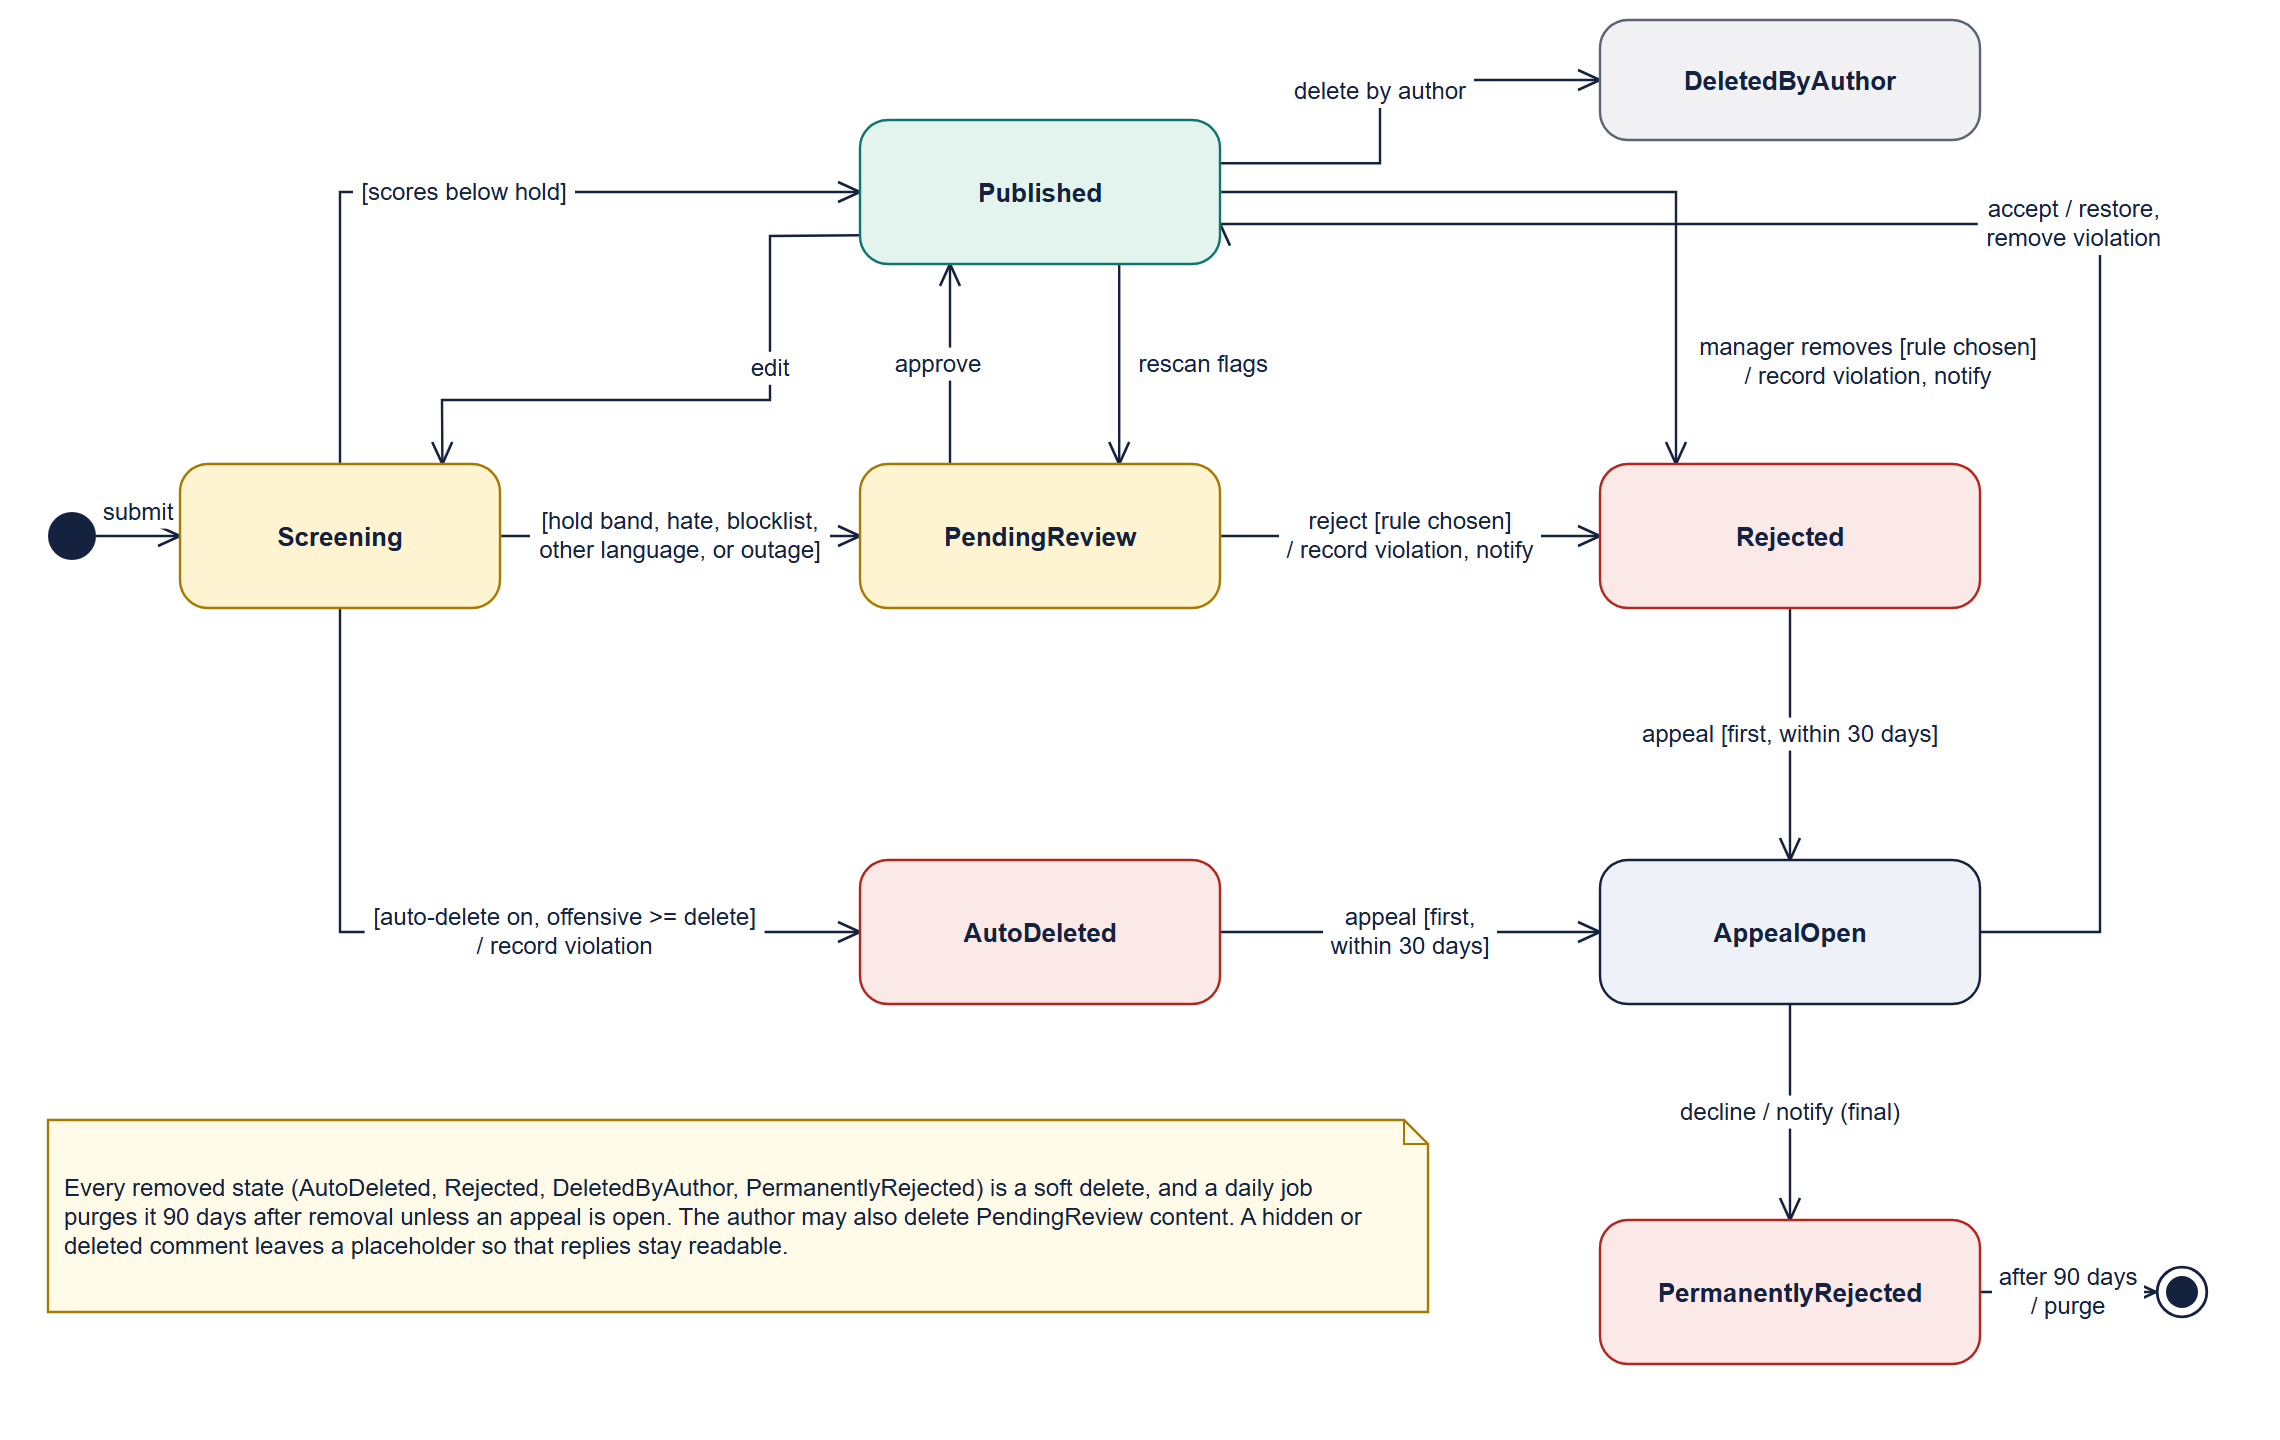 DeletedByAuthor
delete by author
Published
[scores below hold]
accept / restore,
remove violation
edit
approve
rescan flags
manager removes [rule chosen]
/ record violation, notify
submit
Screening
[hold band, hate, blocklist,
other language, or outage]
PendingReview
reject [rule chosen]
/ record violation, notify
Rejected
appeal [first, within 30 days]
[auto-delete on, offensive >= delete]
/ record violation
AutoDeleted
appeal [first,
within 30 days]
AppealOpen
decline / notify (final)
Every removed state (AutoDeleted, Rejected, DeletedByAuthor, PermanentlyRejected) is a soft delete, and a daily job
purges it 90 days after removal unless an appeal is open. The author may also delete PendingReview content. A hidden or
deleted comment leaves a placeholder so that replies stay readable.
PermanentlyRejected
after 90 days
/ purge